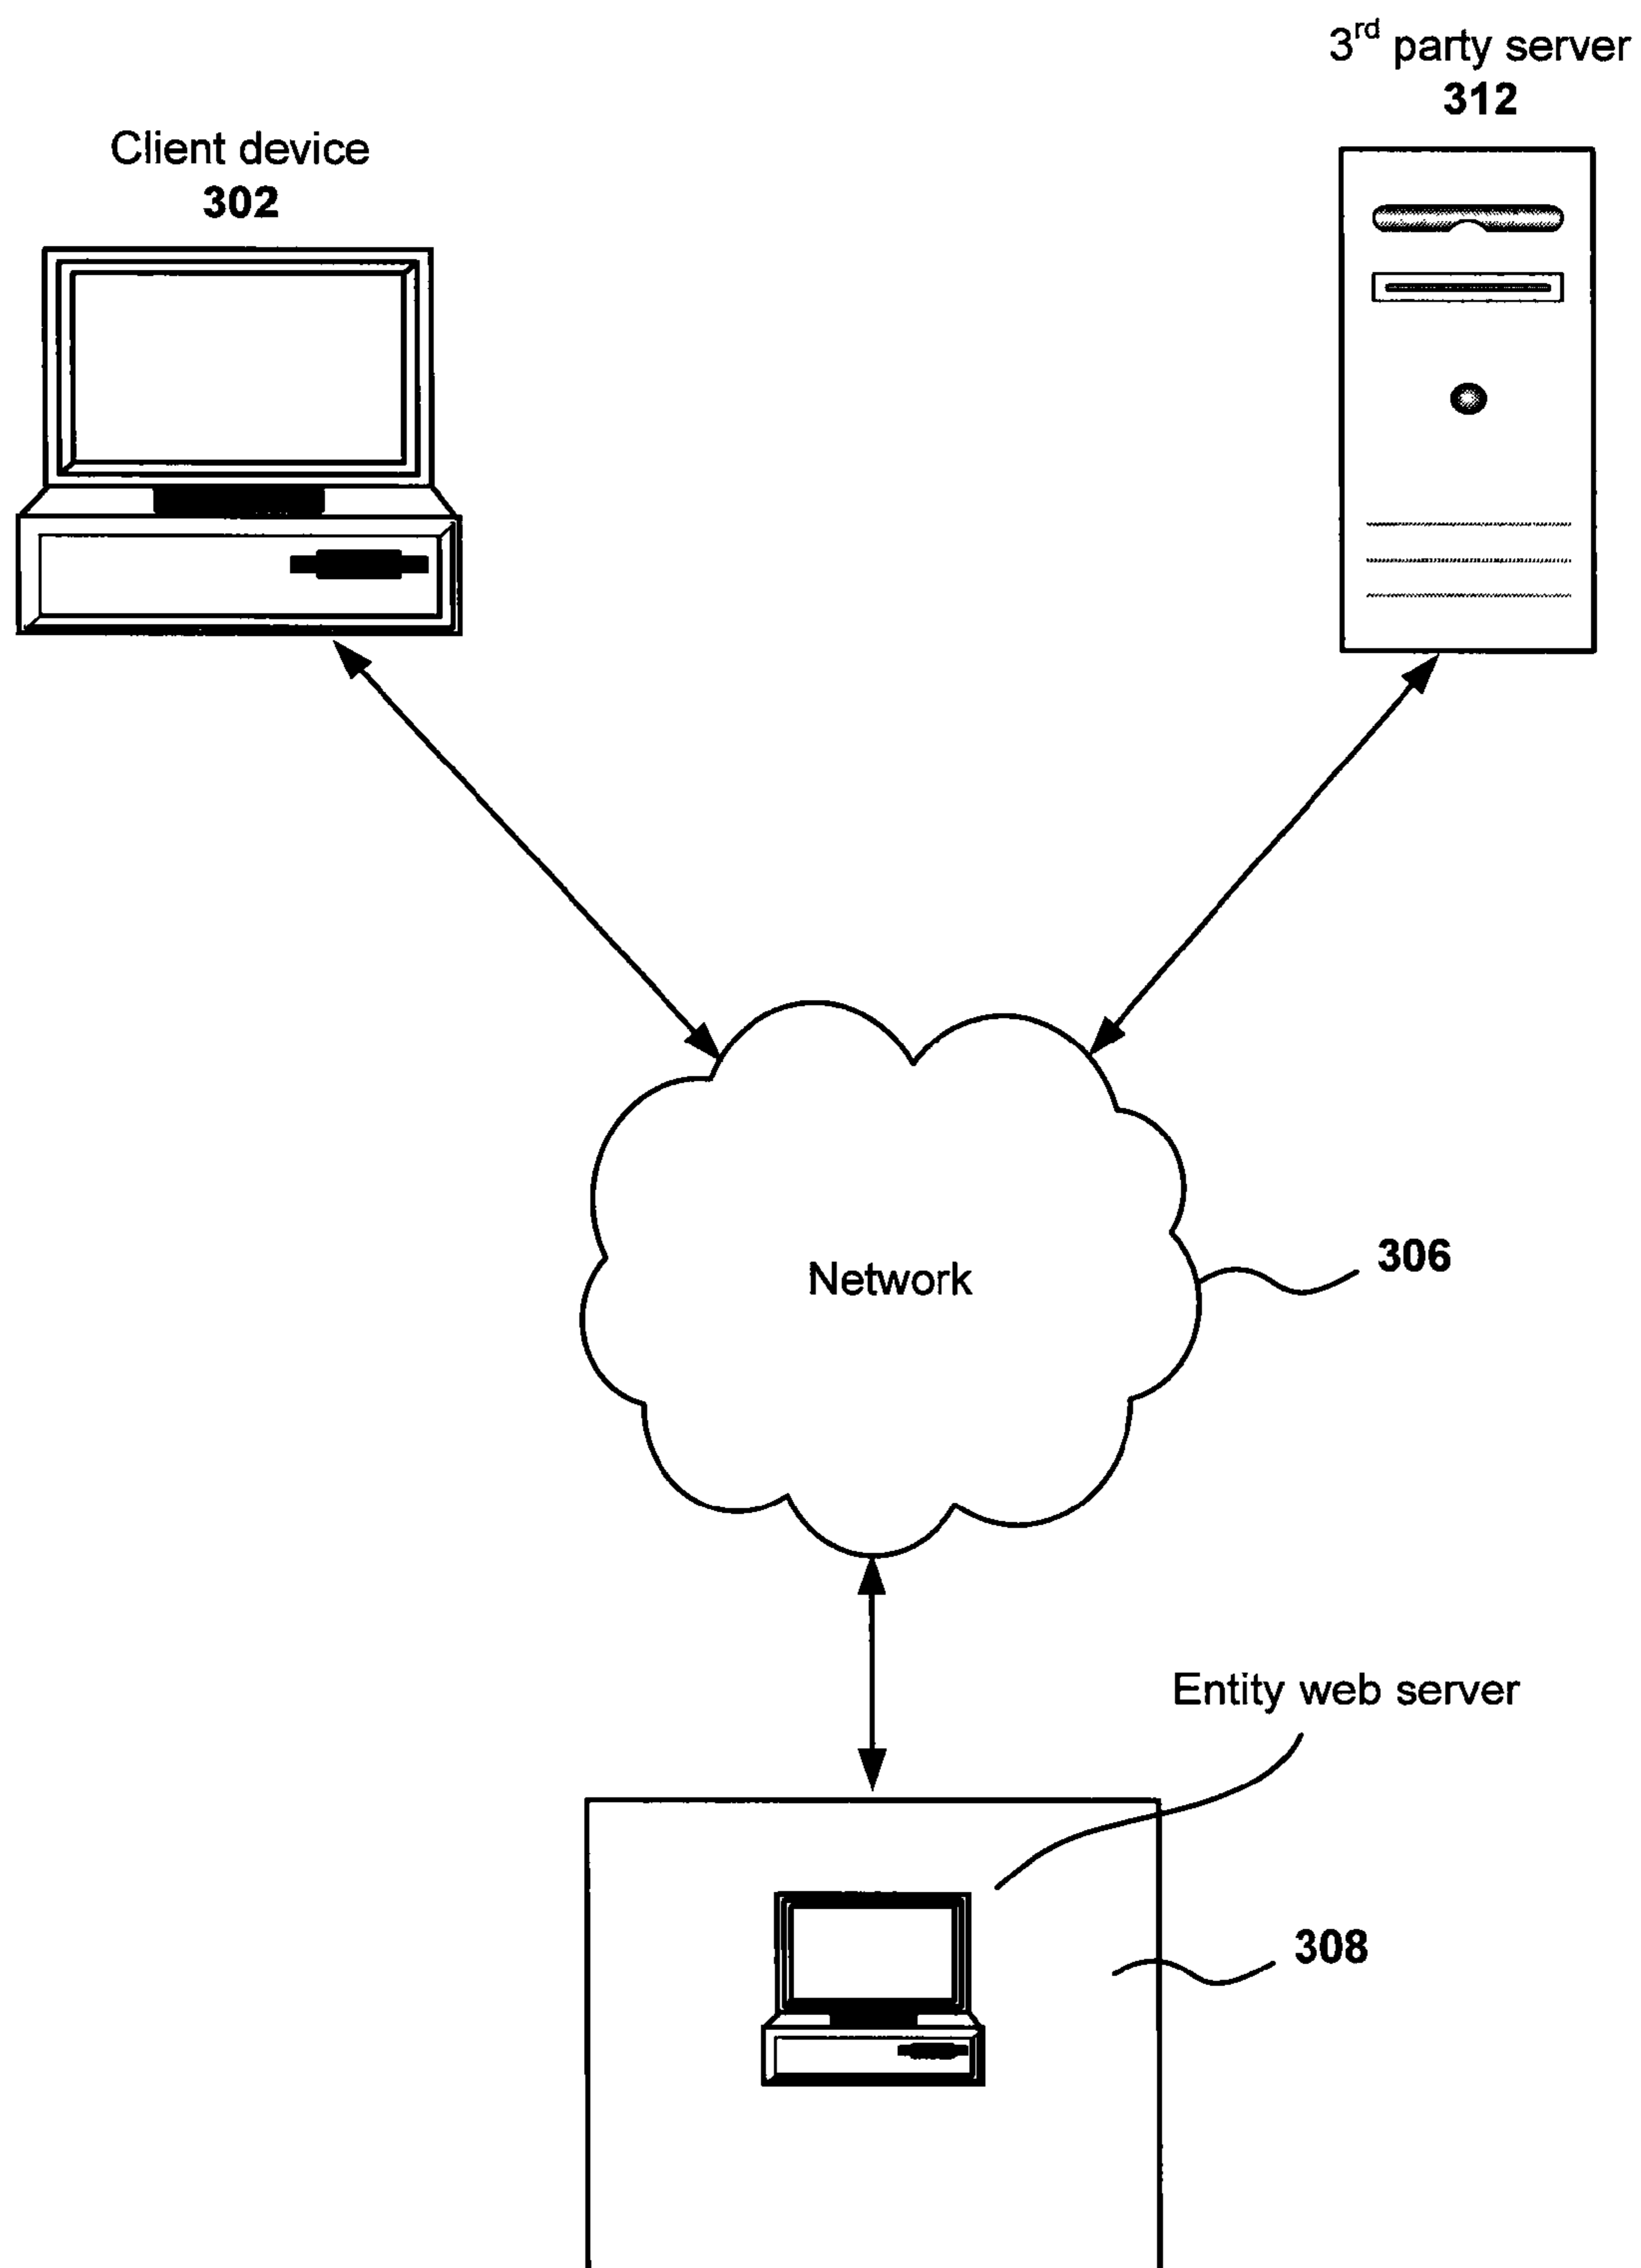 3rd party server
312
Client device
302
Network
306
Entity web server
308